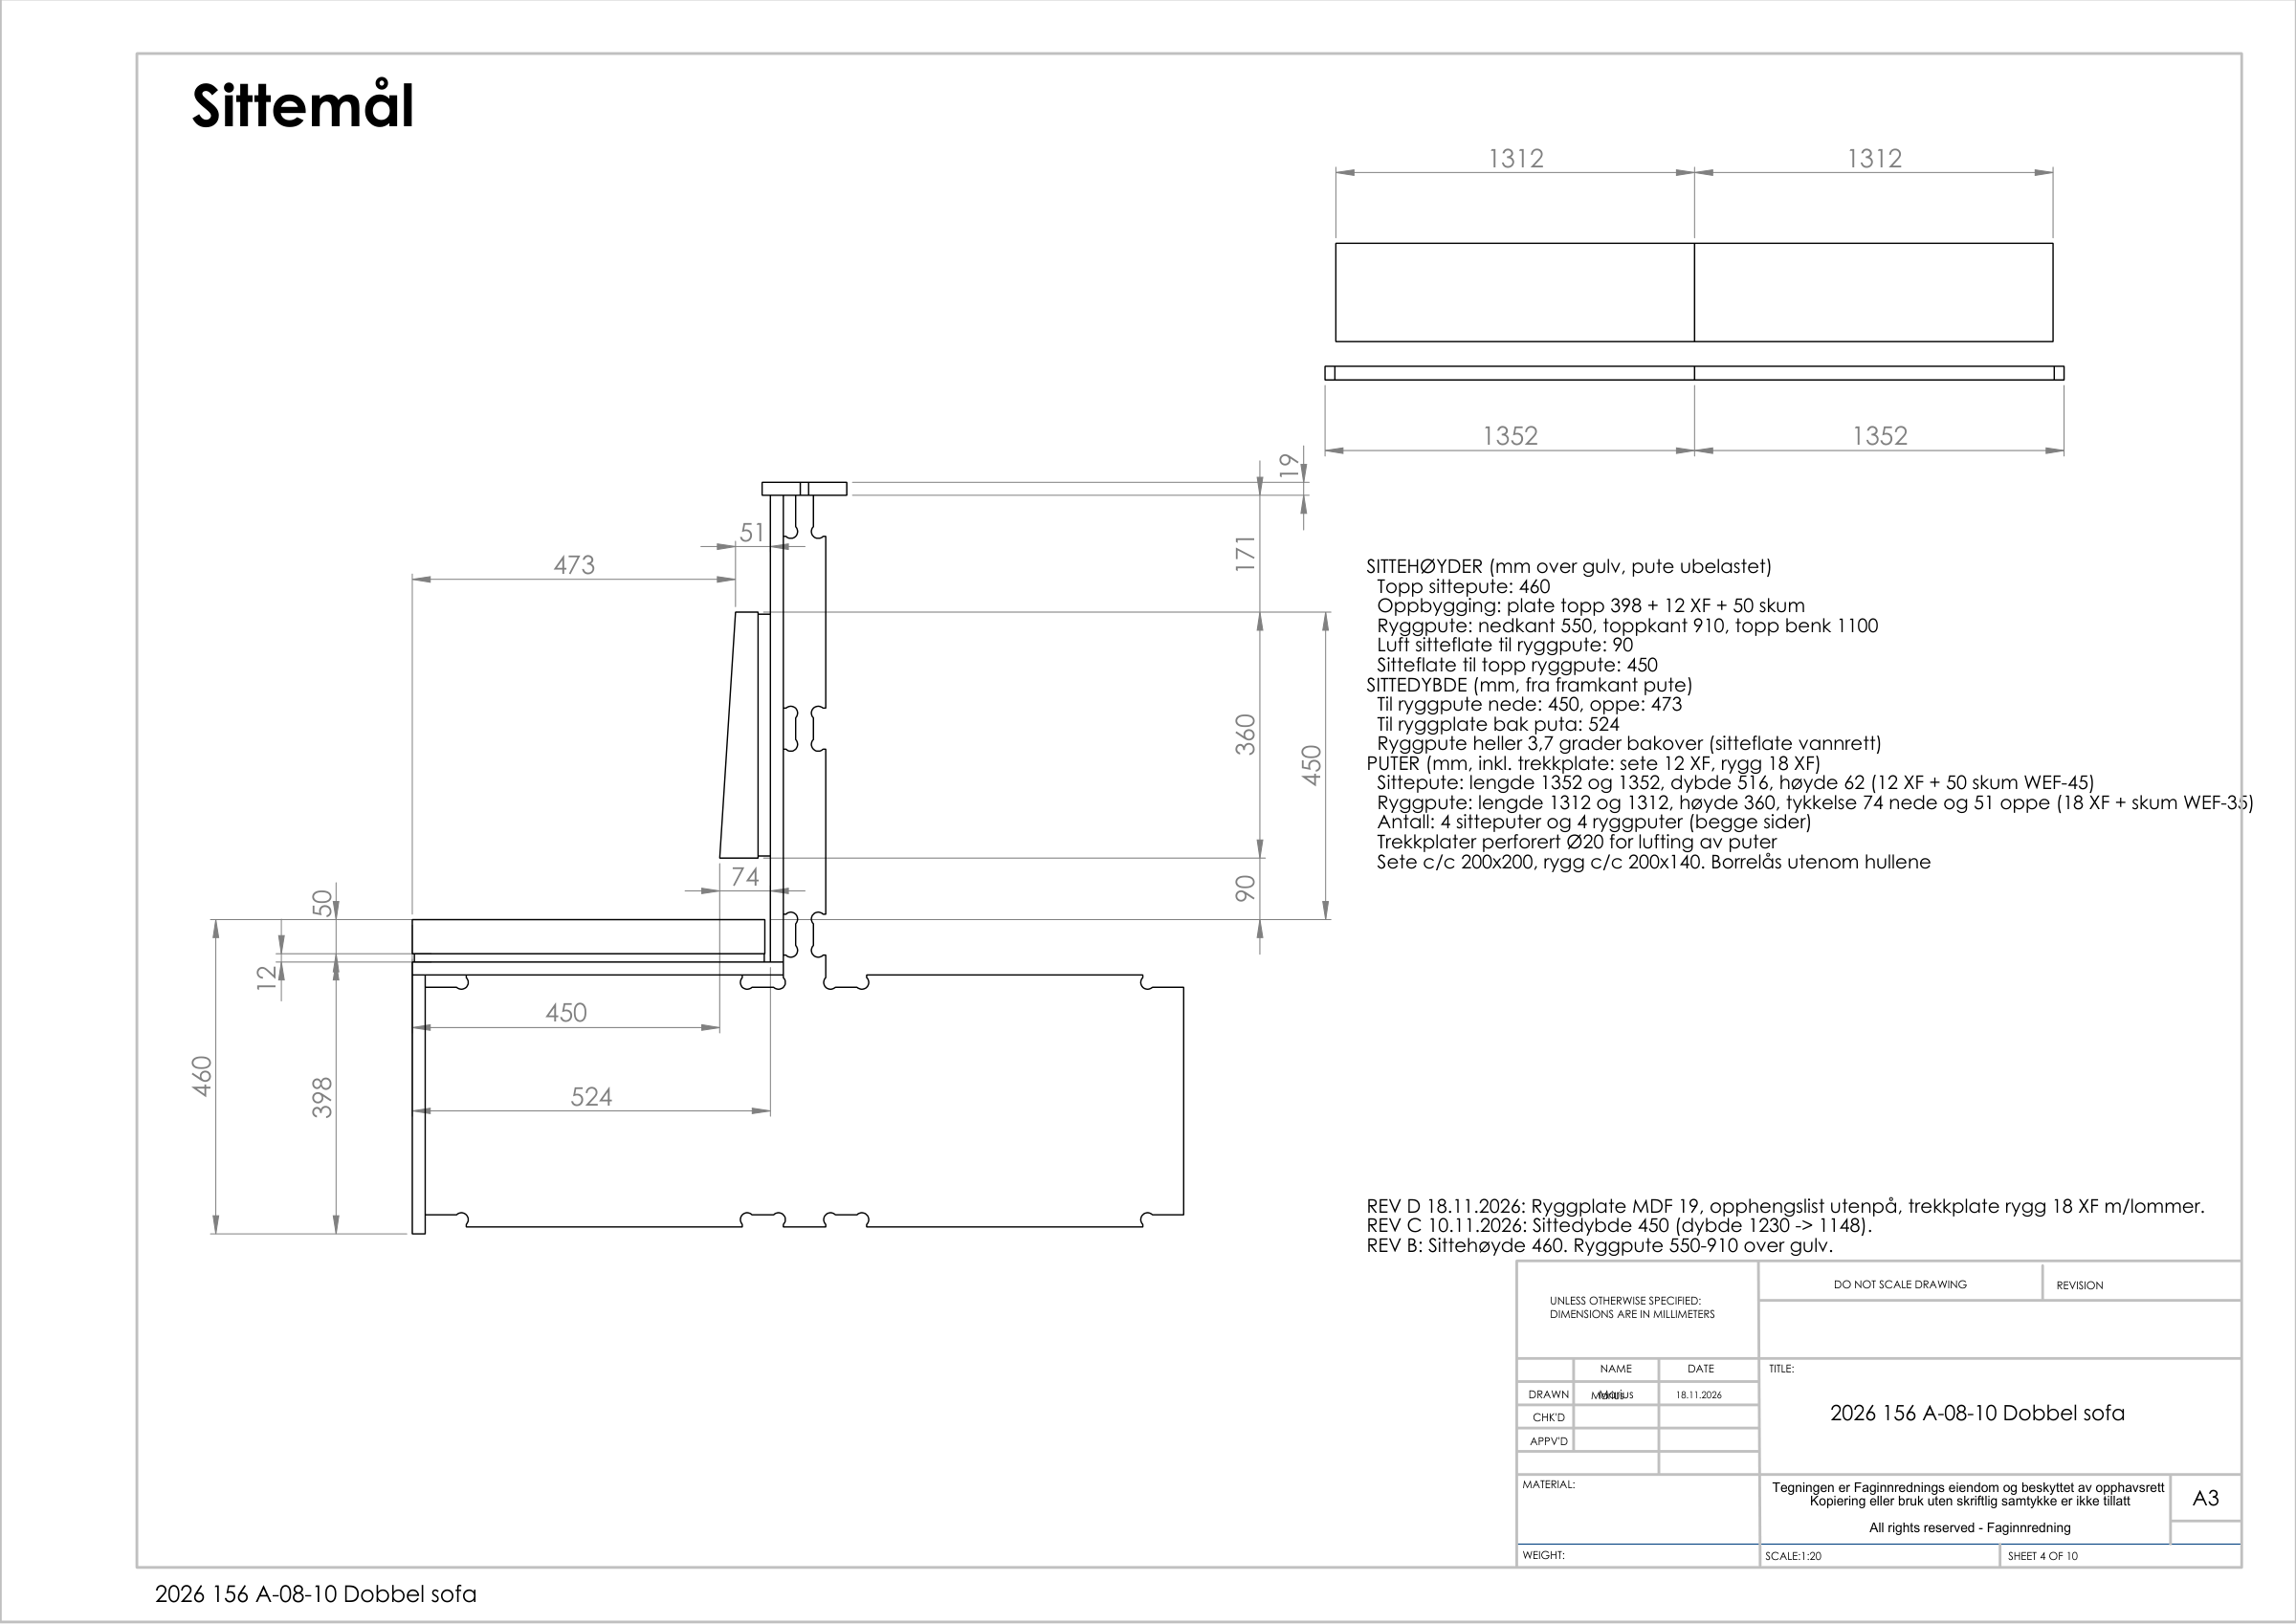 Sittemål
1312
1312
1352
1352
19
51
171
473
360
450
74
90
50
12
450
460
398
524
SITTEHØYDER (mm over gulv, pute ubelastet)
Topp sittepute: 460
Oppbygging: plate topp 398 + 12 XF + 50 skum
Ryggpute: nedkant 550, toppkant 910, topp benk 1100
Luft sitteflate til ryggpute: 90
Sitteflate til topp ryggpute: 450
SITTEDYBDE (mm, fra framkant pute)
Til ryggpute nede: 450, oppe: 473
Til ryggplate bak puta: 524
Ryggpute heller 3,7 grader bakover (sitteflate vannrett)
PUTER (mm, inkl. trekkplate: sete 12 XF, rygg 18 XF)
Sittepute: lengde 1352 og 1352, dybde 516, høyde 62 (12 XF + 50 skum WEF-45)
Ryggpute: lengde 1312 og 1312, høyde 360, tykkelse 74 nede og 51 oppe (18 XF + skum WEF-35)
Antall: 4 sitteputer og 4 ryggputer (begge sider)
Trekkplater perforert Ø20 for lufting av puter
Sete c/c 200x200, rygg c/c 200x140. Borrelås utenom hullene
REV D 18.11.2026: Ryggplate MDF 19, opphengslist utenpå, trekkplate rygg 18 XF m/lommer.
REV C 10.11.2026: Sittedybde 450 (dybde 1230 -> 1148).
REV B: Sittehøyde 460. Ryggpute 550-910 over gulv.
UNLESS OTHERWISE SPECIFIED:
DIMENSIONS ARE IN MILLIMETERS
DO NOT SCALE DRAWING
REVISION
NAME
DATE
TITLE:
DRAWN
Marius
18.11.2026
CHK'D
APPV'D
2026 156 A-08-10 Dobbel sofa
MATERIAL:
Tegningen er Faginnrednings eiendom og beskyttet av opphavsrett
Kopiering eller bruk uten skriftlig samtykke er ikke tillatt
All rights reserved - Faginnredning
A3
WEIGHT:
SCALE:1:20
SHEET 4 OF 10
2026 156 A-08-10 Dobbel sofa